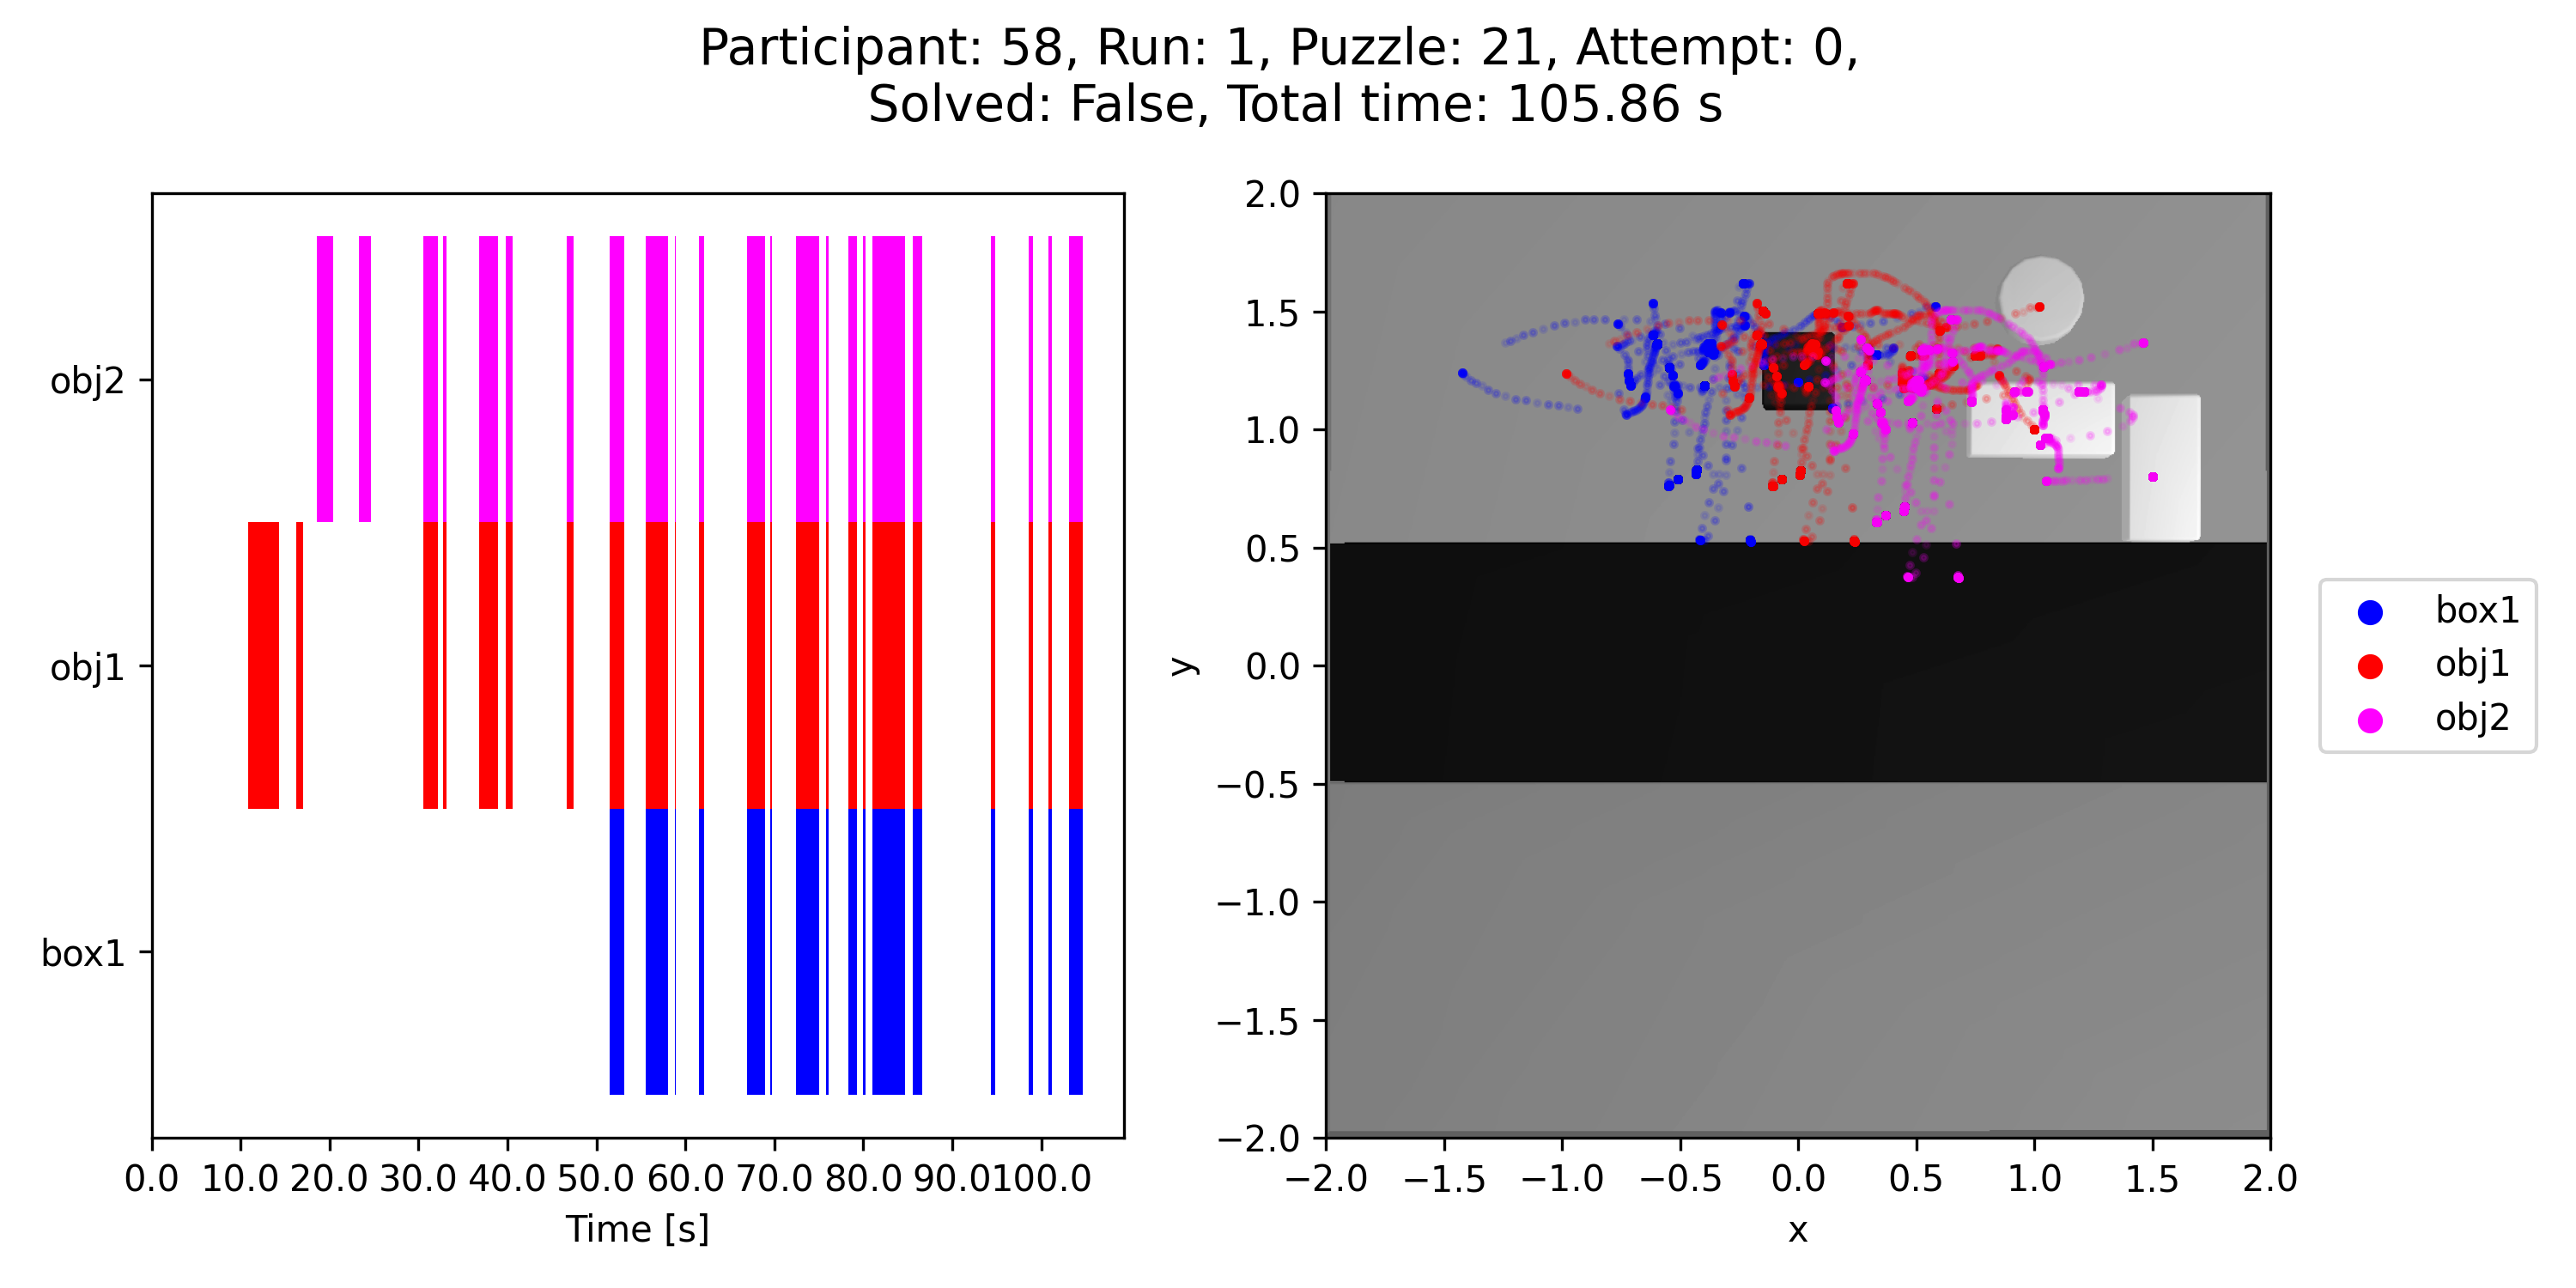 Participant: 58, Run: 1, Puzzle: 21, Attempt: 0,
Solved: False, Total time: 105.86 s
obj2
obj1
box1
0.0 10.0 20.0 30.0 40.0 50.0 60.0 70.0 80.0 90.0 100.0
Time [s]
2.0
1.5
1.0
0.5
0.0
−0.5
−1.0
−1.5
−2.0
y
−2.0 −1.5 −1.0 −0.5 0.0 0.5 1.0 1.5 2.0
x
box1
obj1
obj2